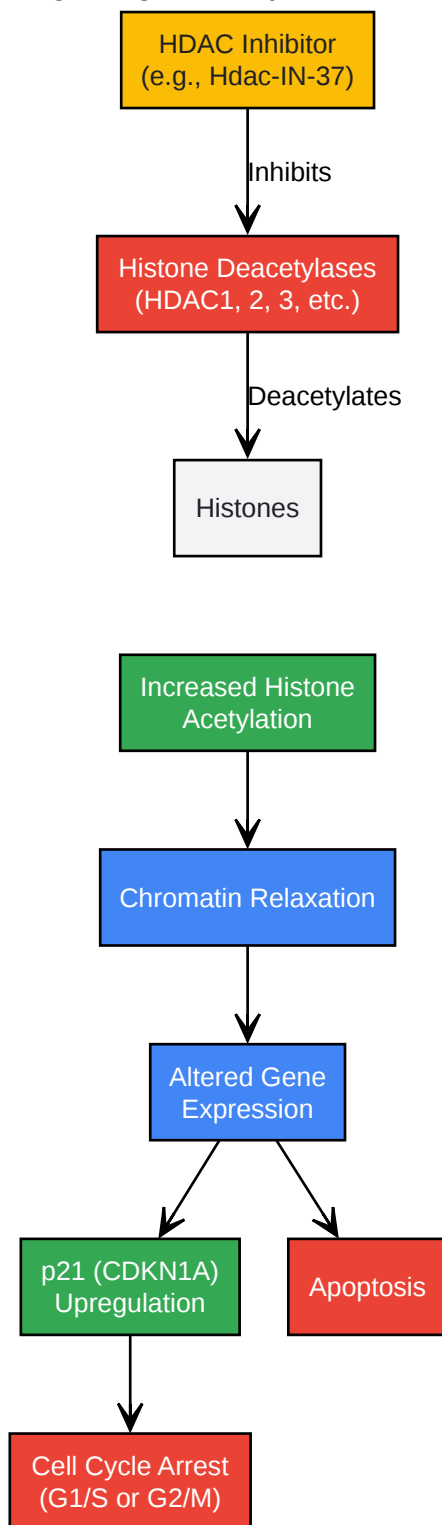 HDAC Inhibitor
(e.g., Hdac-IN-37)
Inhibits
Histone Deacetylases
(HDAC1, 2, 3, etc.)
Deacetylates
Histones
Increased Histone
Acetylation
Chromatin Relaxation
Altered Gene
Expression
p21 (CDKN1A)
Upregulation
Apoptosis
Cell Cycle Arrest
(G1/S or G2/M)